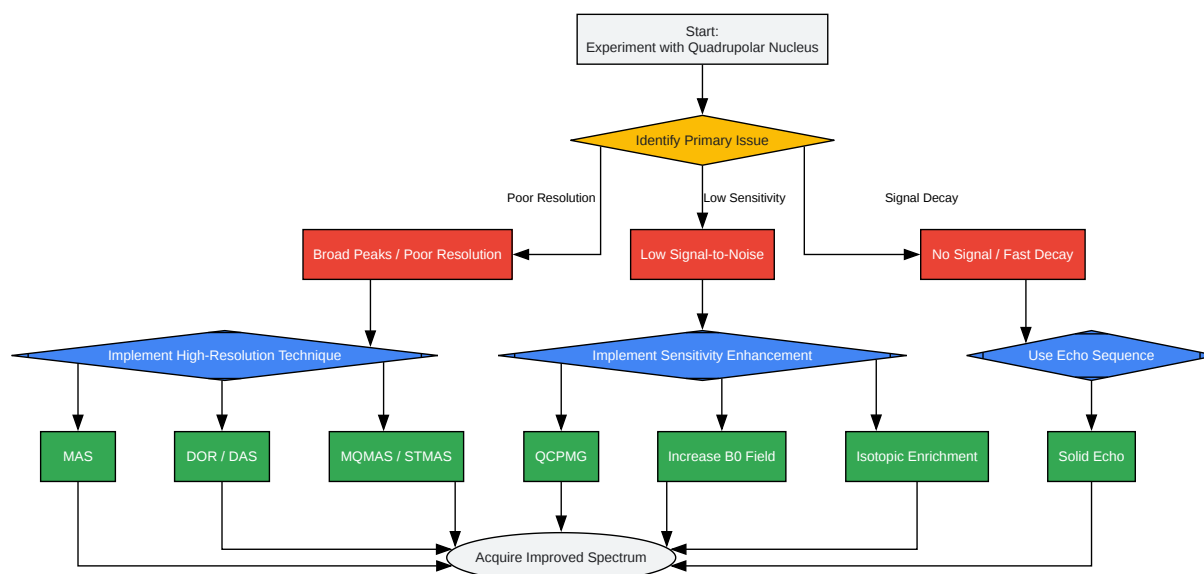 Start:
Experiment with Quadrupolar Nucleus
Identify Primary Issue
Poor Resolution
Low Sensitivity
Signal Decay
Broad Peaks / Poor Resolution
Low Signal-to-Noise
No Signal / Fast Decay
Implement High-Resolution Technique
Implement Sensitivity Enhancement
Use Echo Sequence
MAS
DOR / DAS
MQMAS / STMAS
QCPMG
Increase B0 Field
Isotopic Enrichment
Solid Echo
Acquire Improved Spectrum